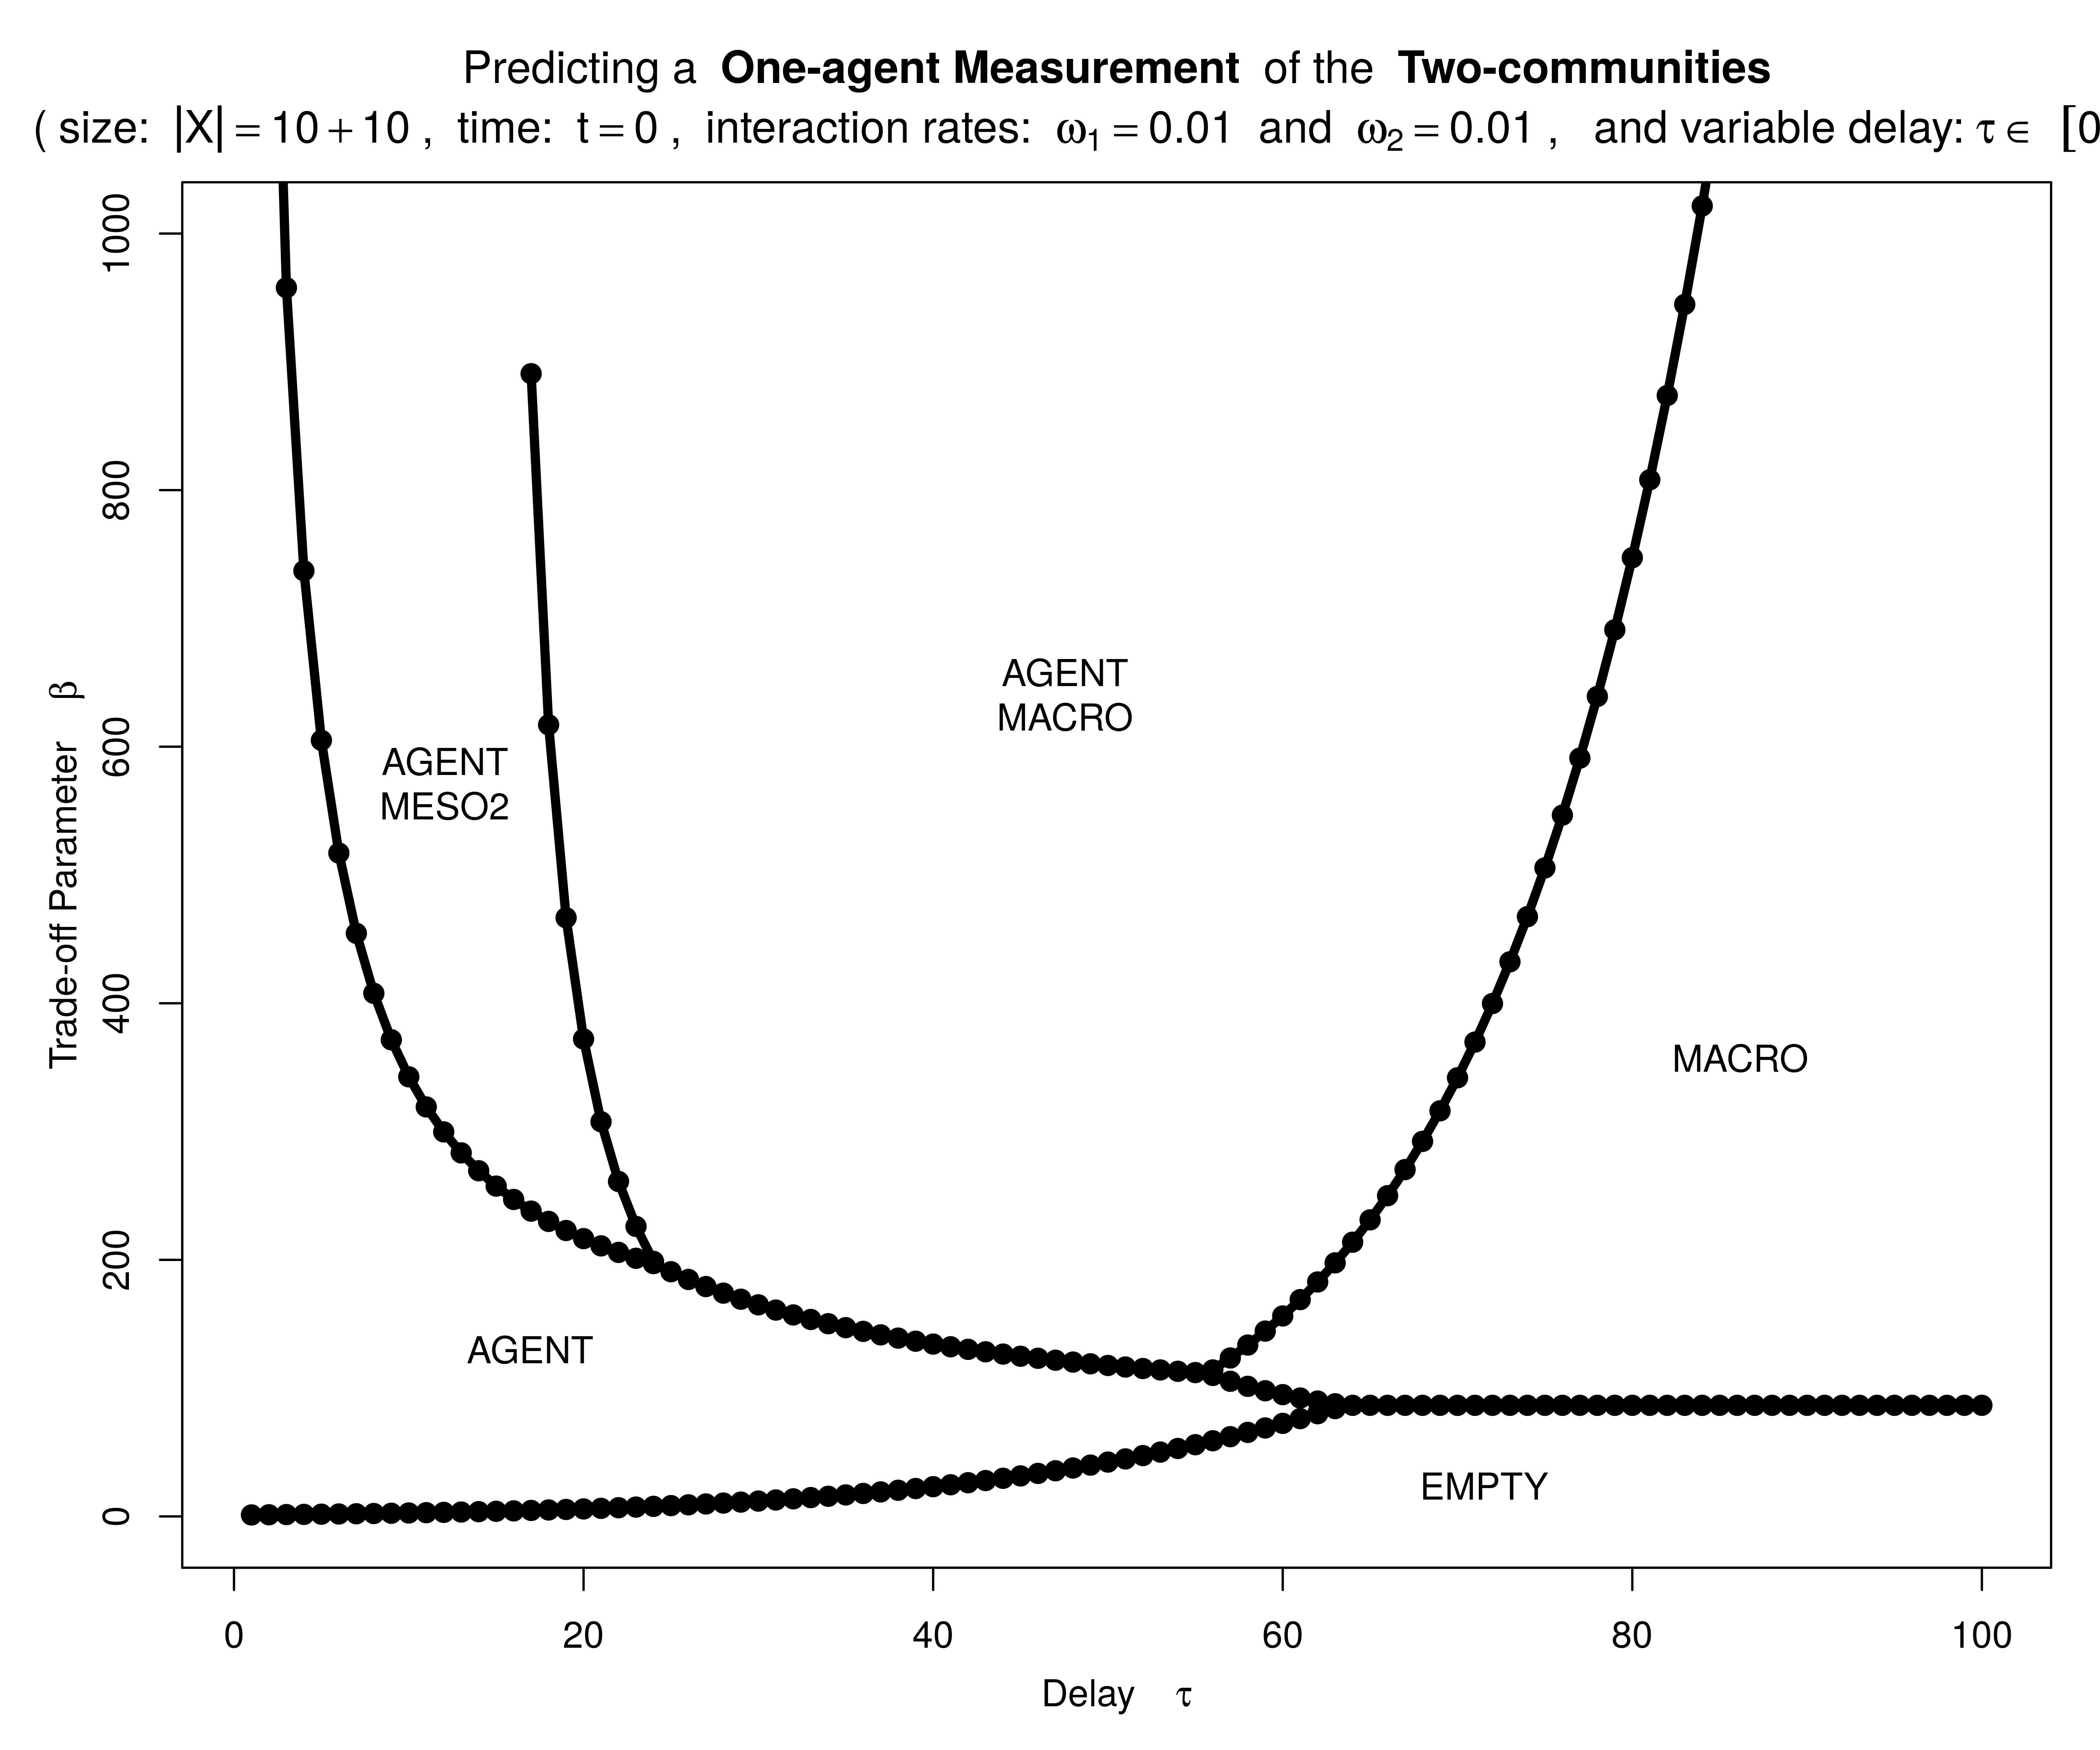 Predicting a One-agent Measurement of the Two-communities
( size: |X| = 10 + 10 , time: t = 0 , interaction rates: ω₁ = 0.01 and ω₂ = 0.01 , and variable delay: τ ∈ [0
Trade-off Parameter β
1000
800
600
400
200
0
AGENT
MESO2
AGENT
MACRO
MACRO
AGENT
EMPTY
0 20 40 60 80 100
Delay τ